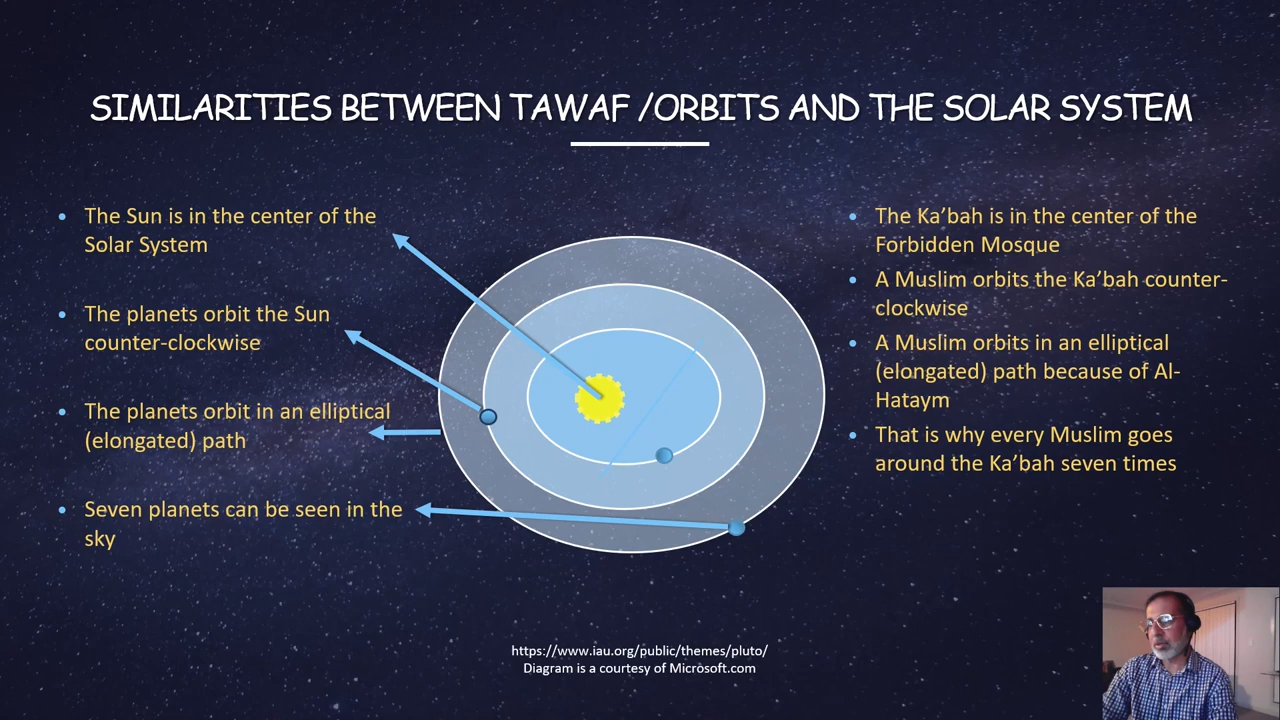 SIMILARITIES BETWEEN TAWAF /ORBITS AND THE SOLAR SYSTEM
• The Sun is in the center of the
Solar System
• The planets orbit the Sun
counter-clockwise
• The planets orbit in an elliptical
(elongated) path
• Seven planets can be seen in the
sky
• The Ka’bah is in the center of the
Forbidden Mosque
• A Muslim orbits the Ka’bah counter-
clockwise
• A Muslim orbits in an elliptical
(elongated) path because of Al-
Hataym
• That is why every Muslim goes
around the Ka’bah seven times
https://www.iau.org/public/themes/pluto/
Diagram is a courtesy of Microsoft.com